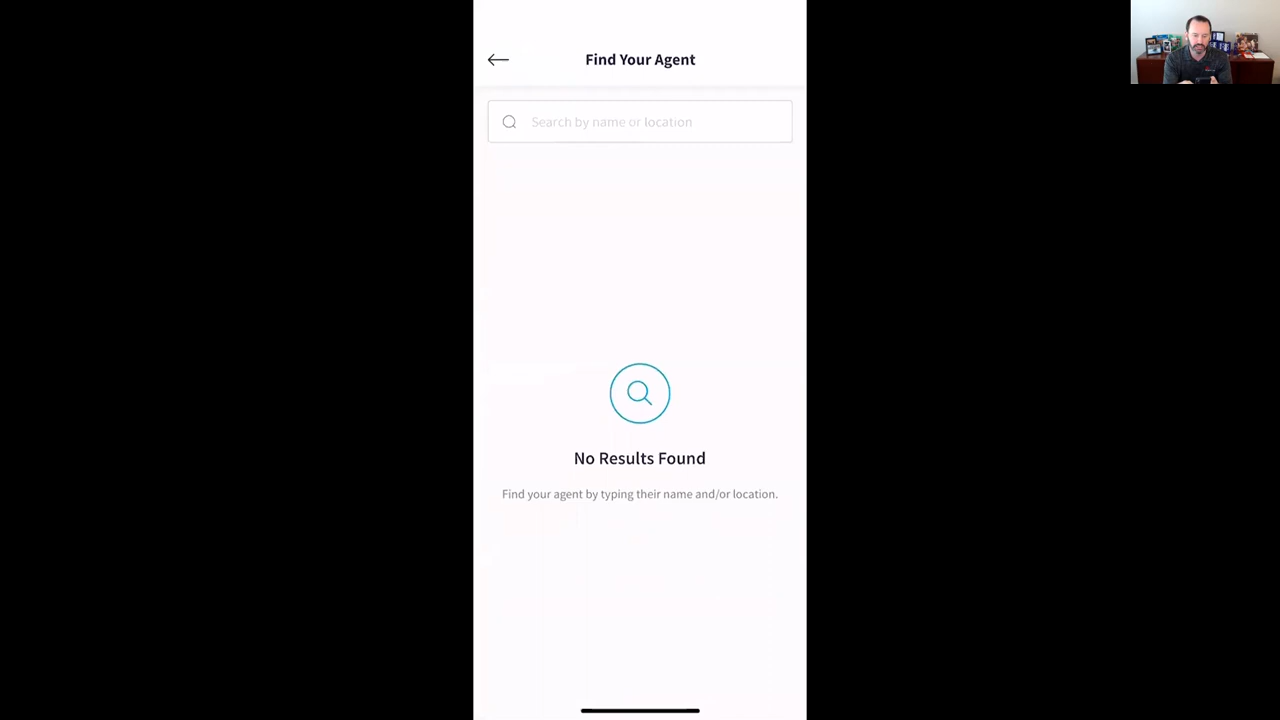 Find Your Agent
Search by name or location
No Results Found
Find your agent by typing their name and/or location.